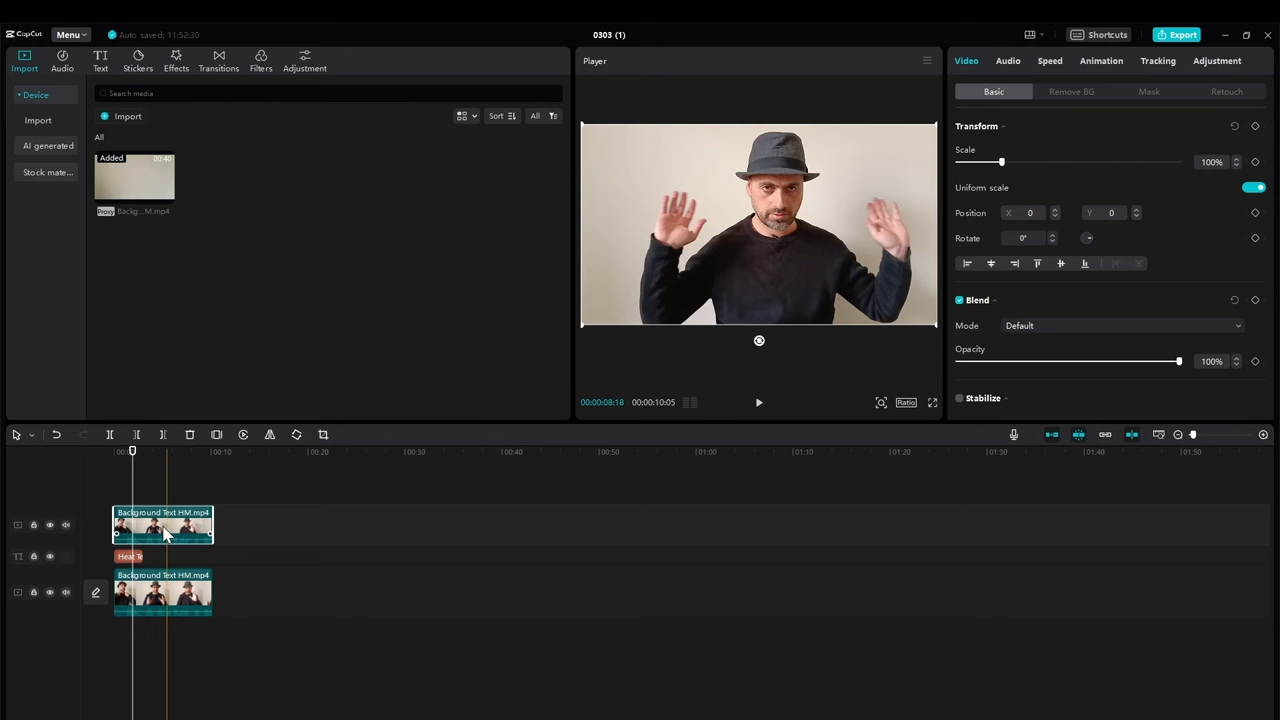 CapCut
Menu
Auto saved: 11:52:30
0303 (1)
Shortcuts
Export
Import
Audio
Text
Stickers
Effects
Transitions
Filters
Adjustment
Device
Import
AI generated
Stock mate...
Search media
Import
Sort
All
All
Added
00:40
Proxy
Backg...M.mp4
Player
00:00:08:18
00:00:10:05
Ratio
Video
Audio
Speed
Animation
Tracking
Adjustment
Basic
Remove BG
Mask
Retouch
Transform
Scale
100%
Uniform scale
Position
X 0
Y 0
Rotate
0°
Blend
Mode
Default
Opacity
100%
Stabilize
00:10
00:20
00:30
00:40
00:50
01:00
01:10
01:20
01:30
01:40
01:50
Background Text HM.mp4
TI
Heat Te
Background Text HM.mp4